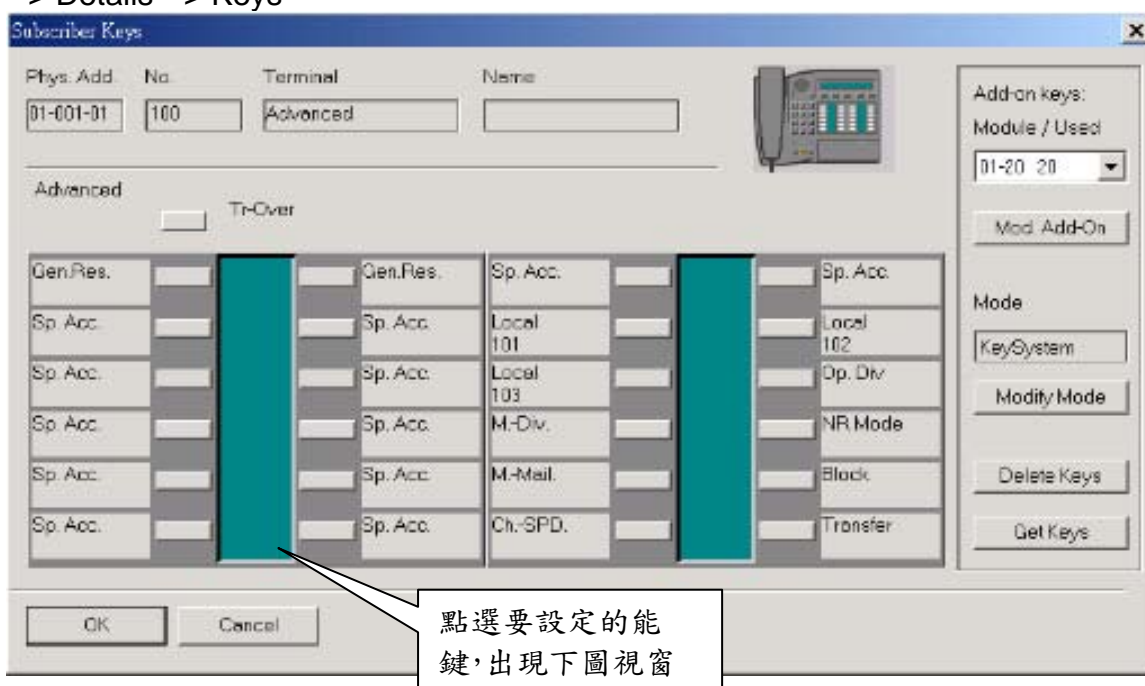 -> Details -> Keys
Subscriber Keys
Phys. Add. No. Terminal Name
01-001-01 100 Advanced
Add-on keys:
Module / Used
01-20 20
Mod. Add-On
Mode
KeySystem
Modify Mode
Delete Keys
Get Keys
Advanced
Tr-Over
Gen.Res. Gen.Res. Sp. Acc. Sp. Acc.
Sp. Acc. Sp. Acc. Local 101 Local 102
Sp. Acc. Sp. Acc. Local 103 Op. Div
Sp. Acc. Sp. Acc. M.-Div. NR Mode
Sp. Acc. Sp. Acc. M.-Mail. Block
Sp. Acc. Sp. Acc. Ch.-SPD. Transfer
OK Cancel
點選要設定的能
鍵,出現下圖視窗